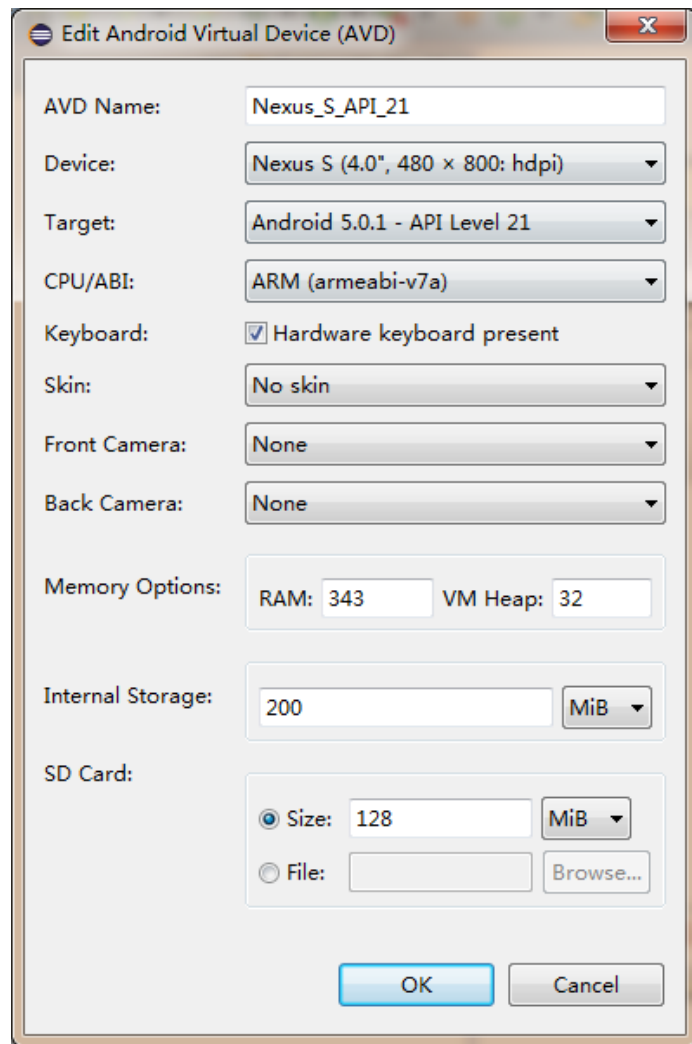 Edit Android Virtual Device (AVD)
AVD Name: Nexus_S_API_21
Device: Nexus S (4.0", 480 × 800: hdpi)
Target: Android 5.0.1 - API Level 21
CPU/ABI: ARM (armeabi-v7a)
Keyboard: Hardware keyboard present
Skin: No skin
Front Camera: None
Back Camera: None
Memory Options: RAM: 343 VM Heap: 32
Internal Storage: 200 MiB
SD Card:
Size: 128 MiB
File: Browse...
OK Cancel